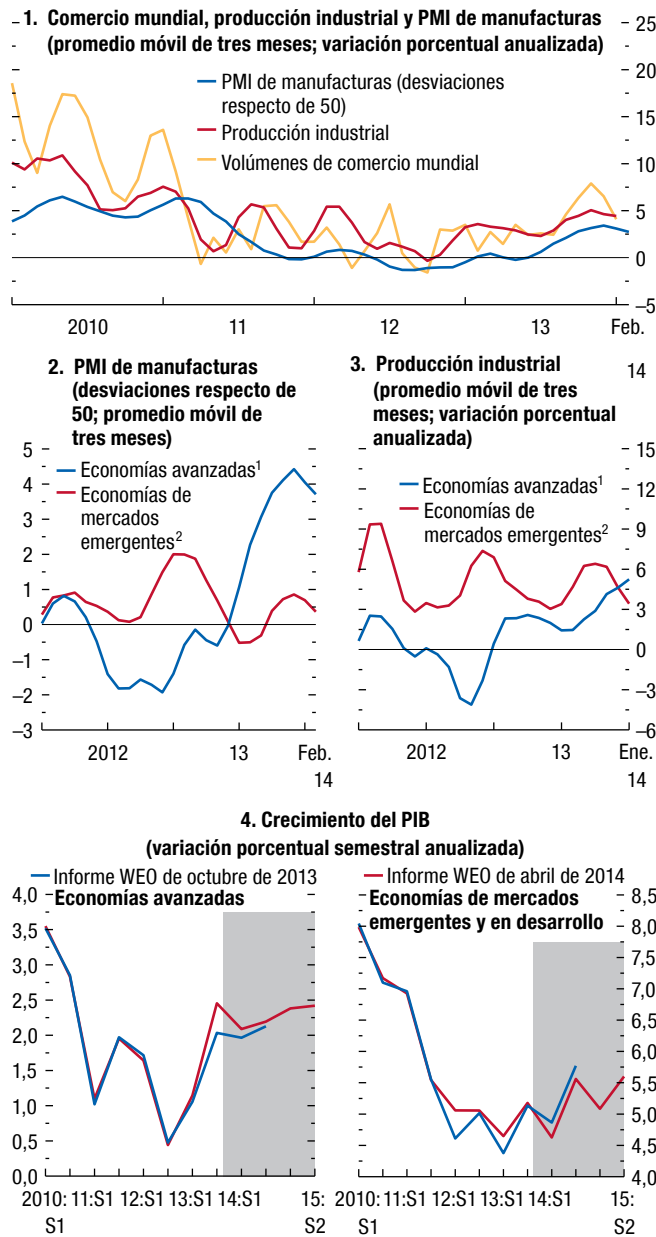 1. Comercio mundial, producción industrial y PMI de manufacturas
(promedio móvil de tres meses; variación porcentual anualizada)
25
20
15
10
5
0
–5
PMI de manufacturas (desviaciones
respecto de 50)
Producción industrial
Volúmenes de comercio mundial
2010 11 12 13 Feb.
14
2. PMI de manufacturas
(desviaciones respecto de
50; promedio móvil de
tres meses)
5
4
3
2
1
0
–1
–2
–3
Economías avanzadas1
Economías de
mercados
emergentes2
2012 13 Feb.
14
3. Producción industrial
(promedio móvil de tres
meses; variación porcentual
anualizada)
15
12
9
6
3
0
–3
–6
Economías avanzadas1
Economías de
mercados emergentes2
2012 13 Ene.
14
4. Crecimiento del PIB
(variación porcentual semestral anualizada)
Informe WEO de octubre de 2013
Informe WEO de abril de 2014
Economías avanzadas
4,0
3,5
3,0
2,5
2,0
1,5
1,0
0,5
0,0
2010: 11:S1 12:S1 13:S1 14:S1 15:
S1 S2
Economías de mercados
emergentes y en desarrollo
8,5
8,0
7,5
7,0
6,5
6,0
5,5
5,0
4,5
4,0
2010: 11:S1 12:S1 13:S1 14:S1 15:
S1 S2